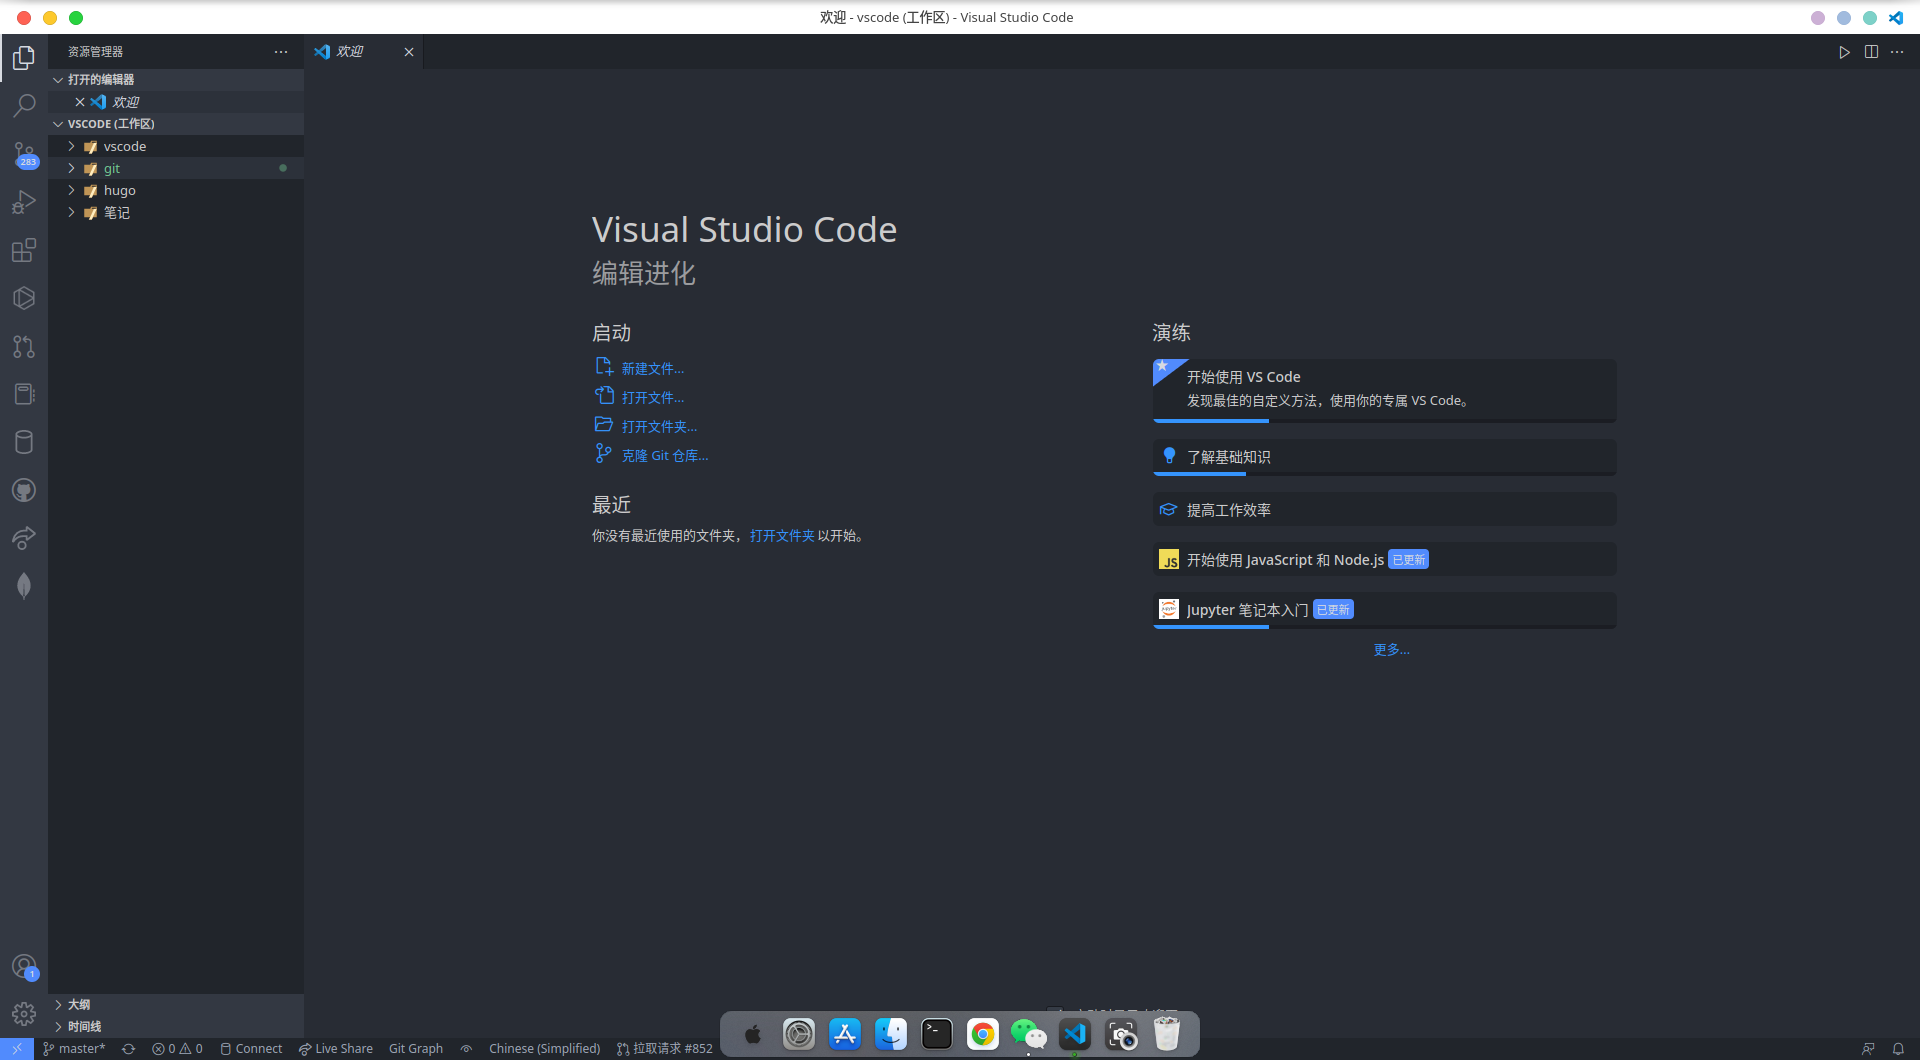 欢迎 - vscode (工作区) - Visual Studio Code
资源管理器
欢迎
打开的编辑器
欢迎
VSCODE (工作区)
vscode
283
git
hugo
笔记
Visual Studio Code
编辑进化
启动
新建文件...
打开文件...
打开文件夹...
克隆 Git 仓库...
最近
你没有最近使用的文件夹，打开文件夹 以开始。
演练
开始使用 VS Code
发现最佳的自定义方法，使用你的专属 VS Code。
了解基础知识
提高工作效率
JS 开始使用 JavaScript 和 Node.js 已更新
Jupyter 笔记本入门 已更新
更多...
1
大纲
时间线
master* 0 0 Connect Live Share Git Graph Chinese (Simplified) 拉取请求 #852